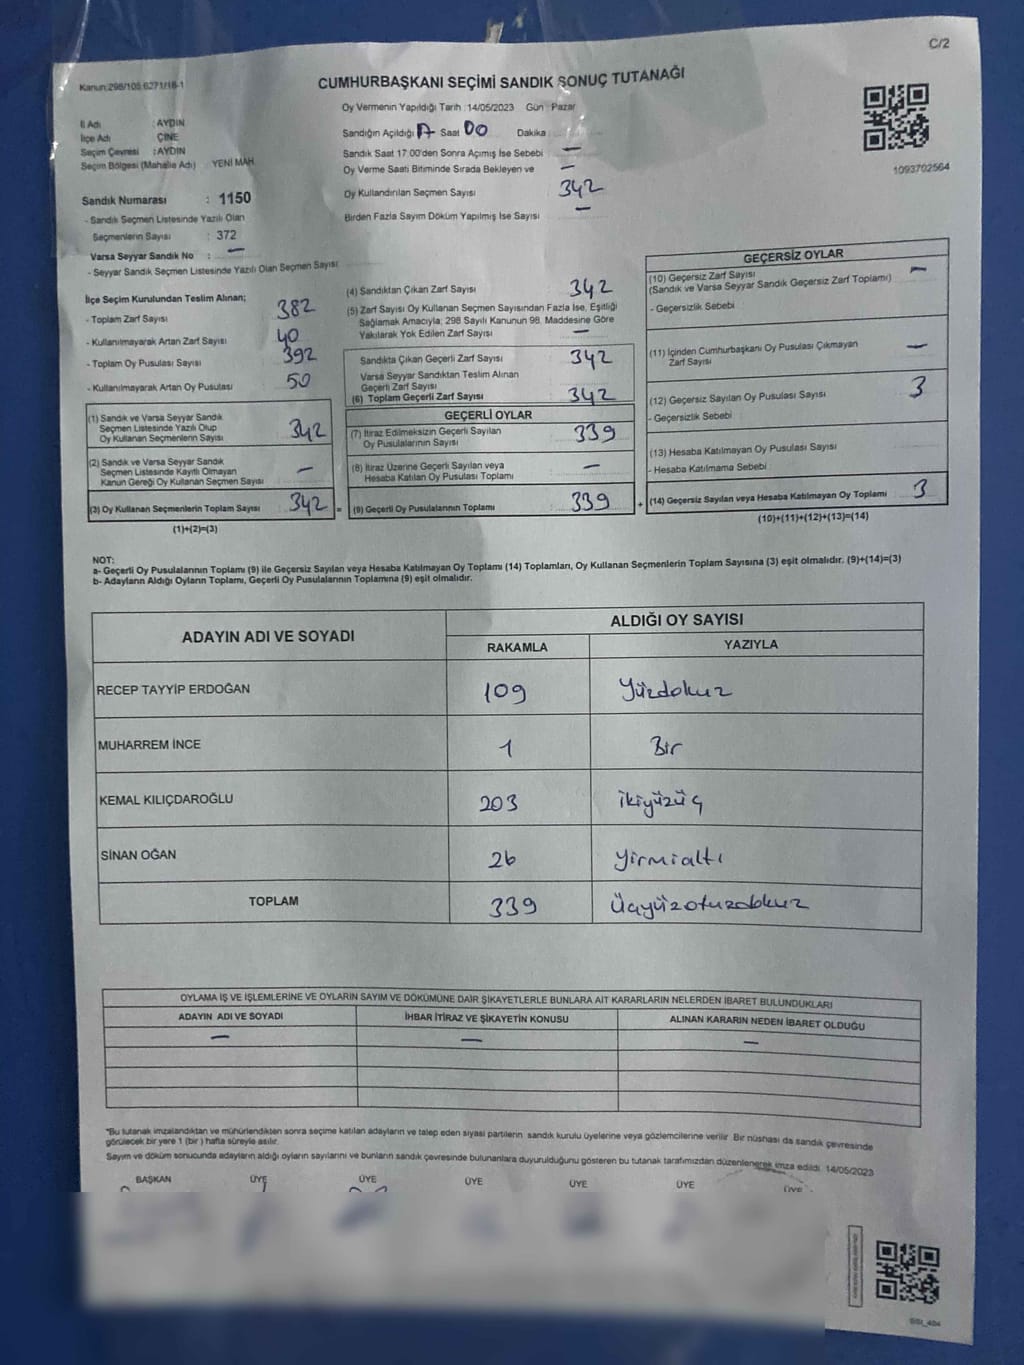 C/2
Kanun:298/105:6271/18-1
CUMHURBAŞKANI SEÇİMİ SANDIK SONUÇ TUTANAĞI
Oy Vermenin Yapıldığı Tarih :14/05/2023 Gün : Pazar
İl Adı : AYDIN
İlçe Adı : ÇİNE
Seçim Çevresi : AYDIN
Seçim Bölgesi (Mahalle Adı) YENİ MAH
Sandığın Açıldığı Saat 00 Dakika
Sandık Saat 17:00'den Sonra Açmış İse Sebebi —
Oy Verme Saati Bitiminde Sırada Bekleyen ve —
Oy Kullandırılan Seçmen Sayısı 342
Birden Fazla Sayım Döküm Yapılmış İse Sayısı —
1093702564
Sandık Numarası : 1150
- Sandık Seçmen Listesinde Yazılı Olan
Seçmenlerin Sayısı : 372
Varsa Seyyar Sandık No : —
- Seyyar Sandık Seçmen Listesinde Yazılı Olan Seçmen Sayısı
İlçe Seçim Kurulundan Teslim Alınan;
- Toplam Zarf Sayısı 382
- Kullanılmayarak Artan Zarf Sayısı 40
- Toplam Oy Pusulası Sayısı 392
- Kullanılmayarak Artan Oy Pusulası 50
(1) Sandık ve Varsa Seyyar Sandık
Seçmen Listesinde Yazılı Olup
Oy Kullanan Seçmenlerin Sayısı 342
(2) Sandık ve Varsa Seyyar Sandık
Seçmen Listesinde Kayıtlı Olmayan
Kanun Gereği Oy Kullanan Seçmen Sayısı —
(3) Oy Kullanan Seçmenlerin Toplam Sayısı 342 =
(1)+(2)=(3)
(4) Sandıktan Çıkan Zarf Sayısı 342
(5) Zarf Sayısı Oy Kullanan Seçmen Sayısından Fazla İse, Eşitliği
Sağlamak Amacıyla; 298 Sayılı Kanunun 98. Maddesine Göre
Yakılarak Yok Edilen Zarf Sayısı —
Sandıkta Çıkan Geçerli Zarf Sayısı 342
Varsa Seyyar Sandıktan Teslim Alınan
Geçerli Zarf Sayısı
(6) Toplam Geçerli Zarf Sayısı 342
GEÇERLİ OYLAR
(7) İtiraz Edilmeksizin Geçerli Sayılan
Oy Pusulalarının Sayısı 339
(8) İtiraz Üzerine Geçerli Sayılan veya
Hesaba Katılan Oy Pusulası Toplamı —
(9) Geçerli Oy Pusulalarının Toplamı 339 +
GEÇERSİZ OYLAR
(10) Geçersiz Zarf Sayısı —
(Sandık ve Varsa Seyyar Sandık Geçersiz Zarf Toplamı)
- Geçersizlik Sebebi :
(11) İçinden Cumhurbaşkanı Oy Pusulası Çıkmayan
Zarf Sayısı —
(12) Geçersiz Sayılan Oy Pusulası Sayısı 3
- Geçersizlik Sebebi :
(13) Hesaba Katılmayan Oy Pusulası Sayısı
- Hesaba Katılmama Sebebi :
(14) Geçersiz Sayılan veya Hesaba Katılmayan Oy Toplamı 3
(10)+(11)+(12)+(13)=(14)
NOT:
a- Geçerli Oy Pusulalarının Toplamı (9) ile Geçersiz Sayılan veya Hesaba Katılmayan Oy Toplamı (14) Toplamları, Oy Kullanan Seçmenlerin Toplam Sayısına (3) eşit olmalıdır. (9)+(14)=(3)
b- Adayların Aldığı Oyların Toplamı, Geçerli Oy Pusulalarının Toplamına (9) eşit olmalıdır.
ADAYIN ADI VE SOYADI ALDIĞI OY SAYISI
RAKAMLA YAZIYLA
RECEP TAYYİP ERDOĞAN 109 Yüzdokuz
MUHARREM İNCE 1 Bir
KEMAL KILIÇDAROĞLU 203 ikiyüzüç
SİNAN OĞAN 26 Yirmialtı
TOPLAM 339 Üçyüzotuzdokuz
OYLAMA İŞ VE İŞLEMLERİNE VE OYLARIN SAYIM VE DÖKÜMÜNE DAİR ŞİKAYETLERLE BUNLARA AİT KARARLARIN NELERDEN İBARET BULUNDUKLARI
ADAYIN ADI VE SOYADI İHBAR İTİRAZ VE ŞİKAYETİN KONUSU ALINAN KARARIN NEDEN İBARET OLDUĞU
— — —
*Bu tutanak imzalandıktan ve mühürlendikten sonra seçime katılan adayların ve talep eden siyasi partilerin sandık kurulu üyelerine veya gözlemcilerine verilir. Bir nüshası da sandık çevresinde
görülecek bir yere 1 (bir) hafta süreyle asılır.
Sayım ve döküm sonucunda adayların aldığı oyların sayılarını ve bunların sandık çevresinde bulunanlara duyurulduğunu gösteren bu tutanak tarafımızdan düzenlenerek imza edildi. 14/05/2023
BAŞKAN ÜYE ÜYE ÜYE ÜYE ÜYE ÜYE